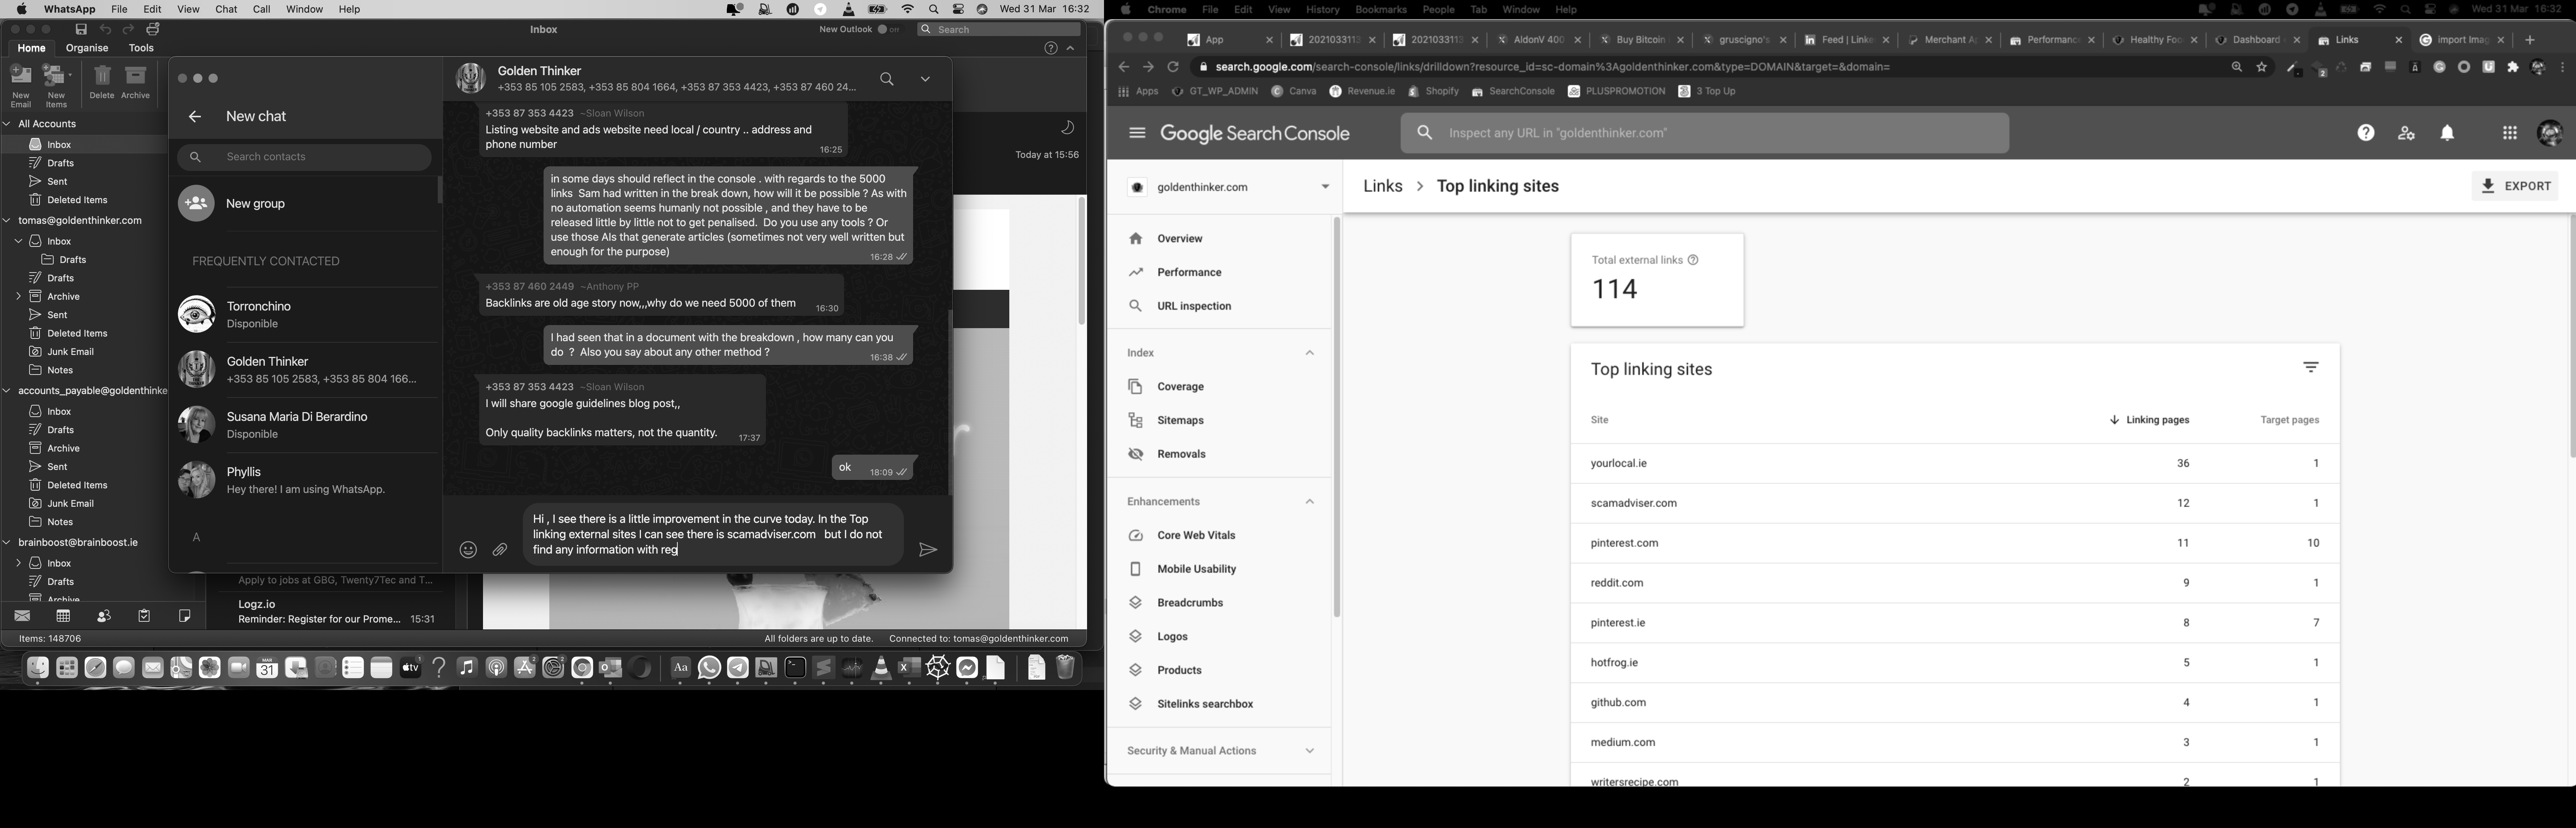 WhatsApp File Edit View Chat Call Window Help
Wed 31 Mar 16:32
Inbox
New Outlook
Search
Home Organise Tools
New Email
New Items
Delete
Archive
All Accounts
Inbox
Drafts
Sent
Deleted Items
tomas@goldenthinker.com
Inbox
Drafts
Drafts
Archive
Sent
Deleted Items
Junk Email
Notes
accounts_payable@goldenthinke
Inbox
Drafts
Archive
Sent
Deleted Items
Junk Email
Notes
brainboost@brainboost.ie
Inbox
Drafts
Archive
Items: 148706
New chat
Search contacts
New group
FREQUENTLY CONTACTED
Torronchino
Disponible
Golden Thinker
+353 85 105 2583, +353 85 804 166...
Susana Maria Di Berardino
Disponible
Phyllis
Hey there! I am using WhatsApp.
A
Golden Thinker
+353 85 105 2583, +353 85 804 1664, +353 87 353 4423, +353 87 460 24...
+353 87 353 4423 ~Sloan Wilson
Listing website and ads website need local / country .. address and
phone number
16:25
in some days should reflect in the console . with regards to the 5000
links Sam had written in the break down, how will it be possible ? As with
no automation seems humanly not possible , and they have to be
released little by little not to get penalised. Do you use any tools ? Or
use those AIs that generate articles (sometimes not very well written but
enough for the purpose)
16:28
+353 87 460 2449 ~Anthony PP
Backlinks are old age story now,,,why do we need 5000 of them
16:30
I had seen that in a document with the breakdown , how many can you
do ? Also you say about any other method ?
16:38
+353 87 353 4423 ~Sloan Wilson
I will share google guidelines blog post,,
Only quality backlinks matters, not the quantity.
17:37
ok
18:09
Hi , I see there is a little improvement in the curve today. In the Top
linking external sites I can see there is scamadviser.com but I do not
find any information with reg
Today at 15:56
Apply to jobs at GBG, Twenty7Tec and T...
Logz.io
Reminder: Register for our Prome... 15:31
All folders are up to date. Connected to: tomas@goldenthinker.com
MAR
31
tv
Aa
Chrome File Edit View History Bookmarks People Tab Window Help
Wed 31 Mar 16:32
App
2021033113
2021033113
AldonV 400
Buy Bitcoin
gruscigno's
Feed | Linke
Merchant A
Performance
Healthy Foo
Dashboard
Links
import Imag
search.google.com/search-console/links/drilldown?resource_id=sc-domain%3Agoldenthinker.com&type=DOMAIN&target=&domain=
Apps GT_WP_ADMIN Canva Revenue.ie Shopify SearchConsole PLUSPROMOTION 3 Top Up
Google Search Console
Inspect any URL in "goldenthinker.com"
goldenthinker.com
Links > Top linking sites
EXPORT
Overview
Performance
URL inspection
Index
Coverage
Sitemaps
Removals
Enhancements
Core Web Vitals
Mobile Usability
Breadcrumbs
Logos
Products
Sitelinks searchbox
Security & Manual Actions
Total external links
114
Top linking sites
Site Linking pages Target pages
yourlocal.ie 36 1
scamadviser.com 12 1
pinterest.com 11 10
reddit.com 9 1
pinterest.ie 8 7
hotfrog.ie 5 1
github.com 4 1
medium.com 3 1
writersrecipe.com 2 1